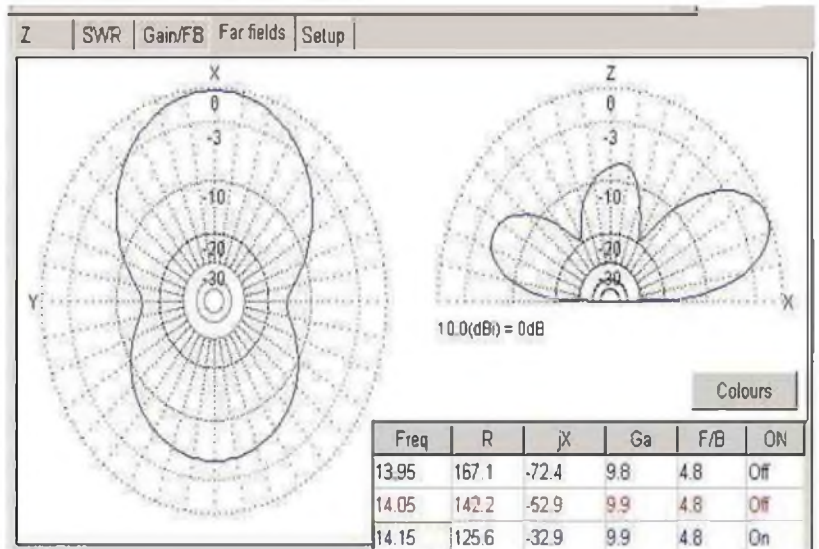 Z SWR Gain/FB Far fields Setup
X
0
-3
-10
-20
-30
Y
Z
0
-3
-10
-20
-30
X
10.0(dBi) = 0dB
Colours
Freq R jX Ga F/B ON
13.95 167.1 -72.4 9.8 4.8 Off
14.05 142.2 -52.9 9.9 4.8 Off
14.15 125.6 -32.9 9.9 4.8 On